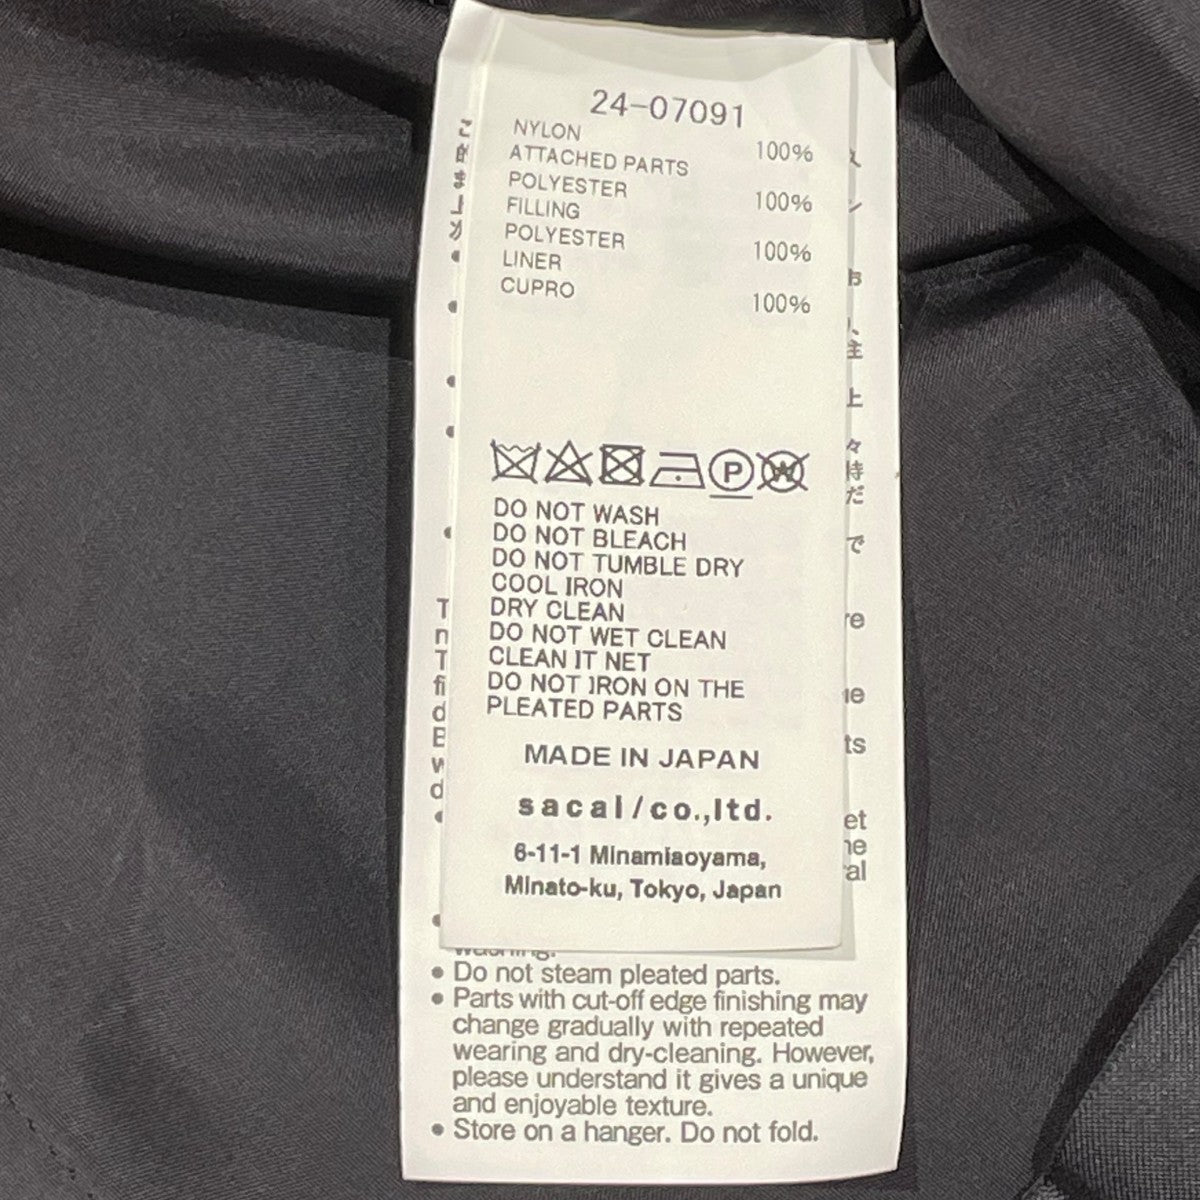 24-07091
NYLON 100%
ATTACHED PARTS
POLYESTER 100%
FILLING
POLYESTER 100%
LINER
CUPRO 100%
P W
DO NOT WASH
DO NOT BLEACH
DO NOT TUMBLE DRY
COOL IRON
DRY CLEAN
DO NOT WET CLEAN
CLEAN IT NET
DO NOT IRON ON THE
PLEATED PARTS
MADE IN JAPAN
sacai/co.,ltd.
6-11-1 Minamiaoyama,
Minato-ku, Tokyo, Japan
washing.
• Do not steam pleated parts.
• Parts with cut-off edge finishing may
change gradually with repeated
wearing and dry-cleaning. However,
please understand it gives a unique
and enjoyable texture.
• Store on a hanger. Do not fold.